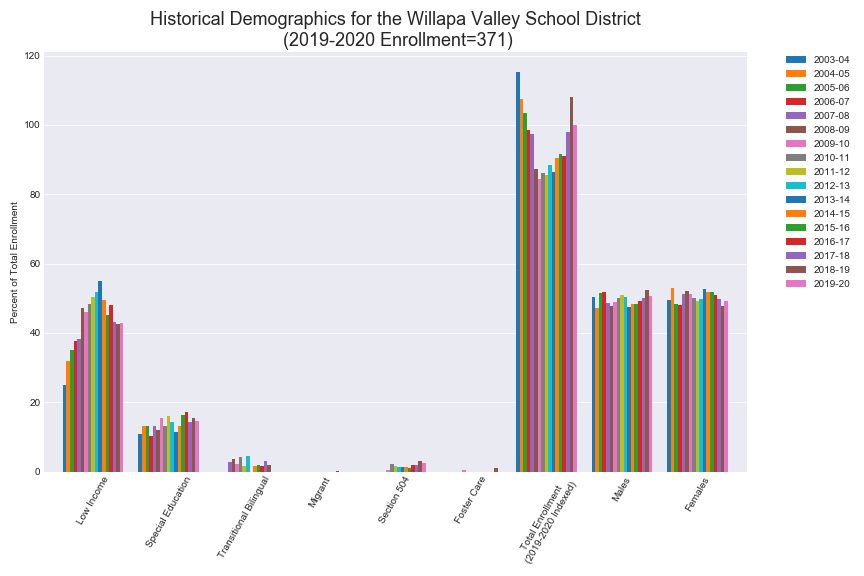 Historical Demographics for the Willapa Valley School District
(2019-2020 Enrollment=371)
Percent of Total Enrollment
120
100
80
60
40
20
0
Low Income
Special Education
Transitional Bilingual
Migrant
Section 504
Foster Care
Total Enrollment
(2019-2020 Indexed)
Males
Females
2003-04
2004-05
2005-06
2006-07
2007-08
2008-09
2009-10
2010-11
2011-12
2012-13
2013-14
2014-15
2015-16
2016-17
2017-18
2018-19
2019-20